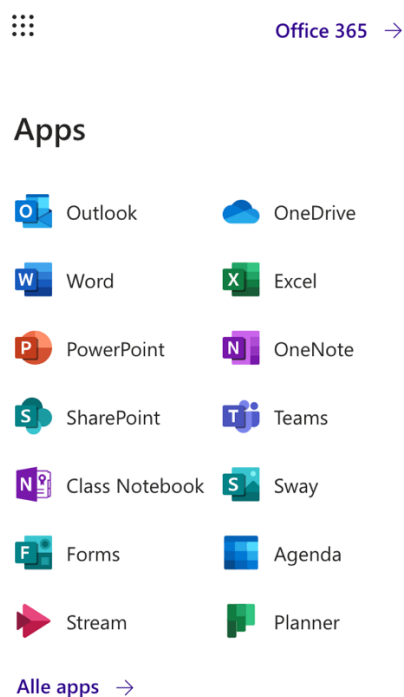 Office 365
Apps
Outlook
OneDrive
Word
Excel
PowerPoint
OneNote
SharePoint
Teams
Class Notebook
Sway
Forms
Agenda
Stream
Planner
Alle apps